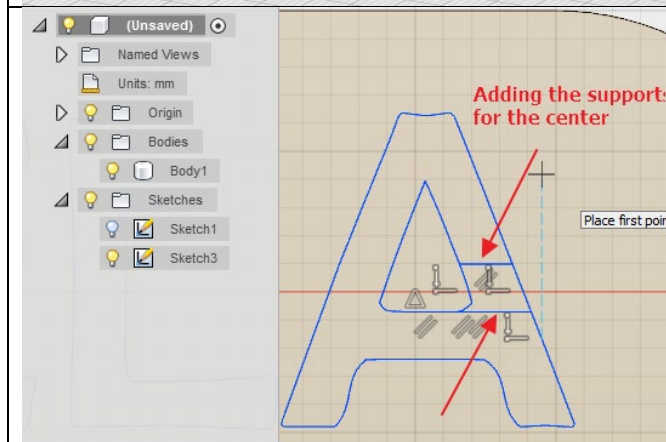 (Unsaved)
Named Views
Units: mm
Origin
Bodies
Body1
Sketches
Sketch1
Sketch3
Adding the supports
for the center
Place first poin